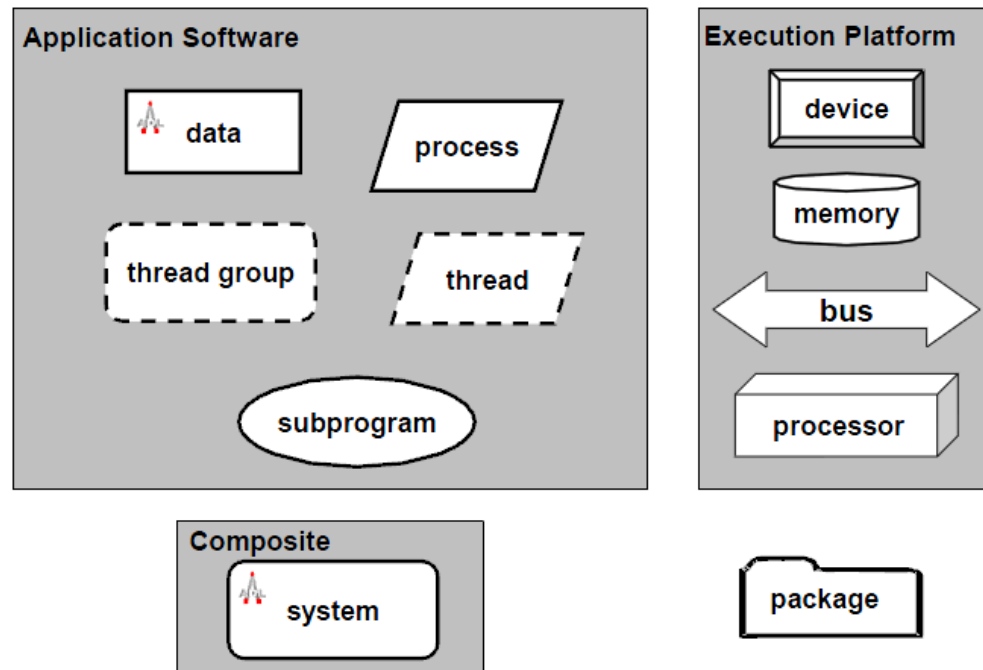 Application Software
data
process
thread group
thread
subprogram
Execution Platform
device
memory
bus
processor
Composite
system
package